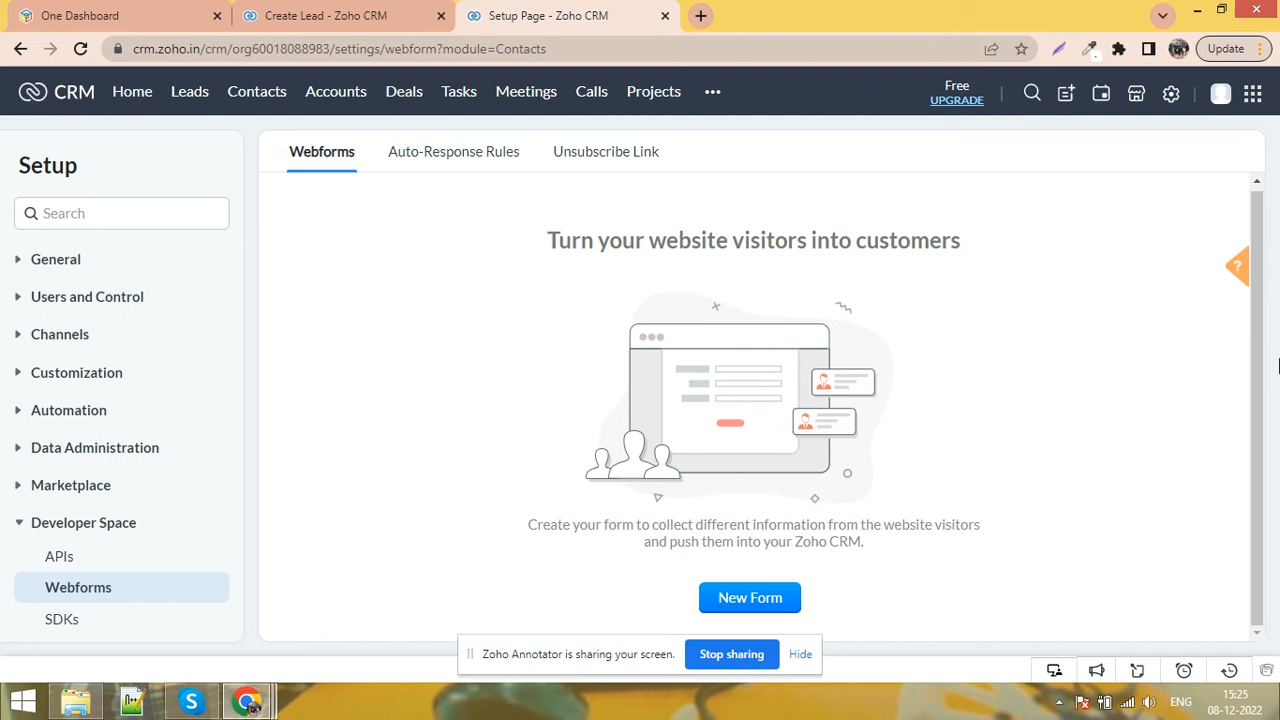 One Dashboard
Create Lead - Zoho CRM
Setup Page - Zoho CRM
crm.zoho.in/crm/org60018088983/settings/webform?module=Contacts
Update
CRM
Home
Leads
Contacts
Accounts
Deals
Tasks
Meetings
Calls
Projects
Free
UPGRADE
Setup
Search
General
Users and Control
Channels
Customization
Automation
Data Administration
Marketplace
Developer Space
APIs
Webforms
SDKs
Webforms
Auto-Response Rules
Unsubscribe Link
Turn your website visitors into customers
?
Create your form to collect different information from the website visitors
and push them into your Zoho CRM.
New Form
Zoho Annotator is sharing your screen.
Stop sharing
Hide
ENG
15:25
08-12-2022